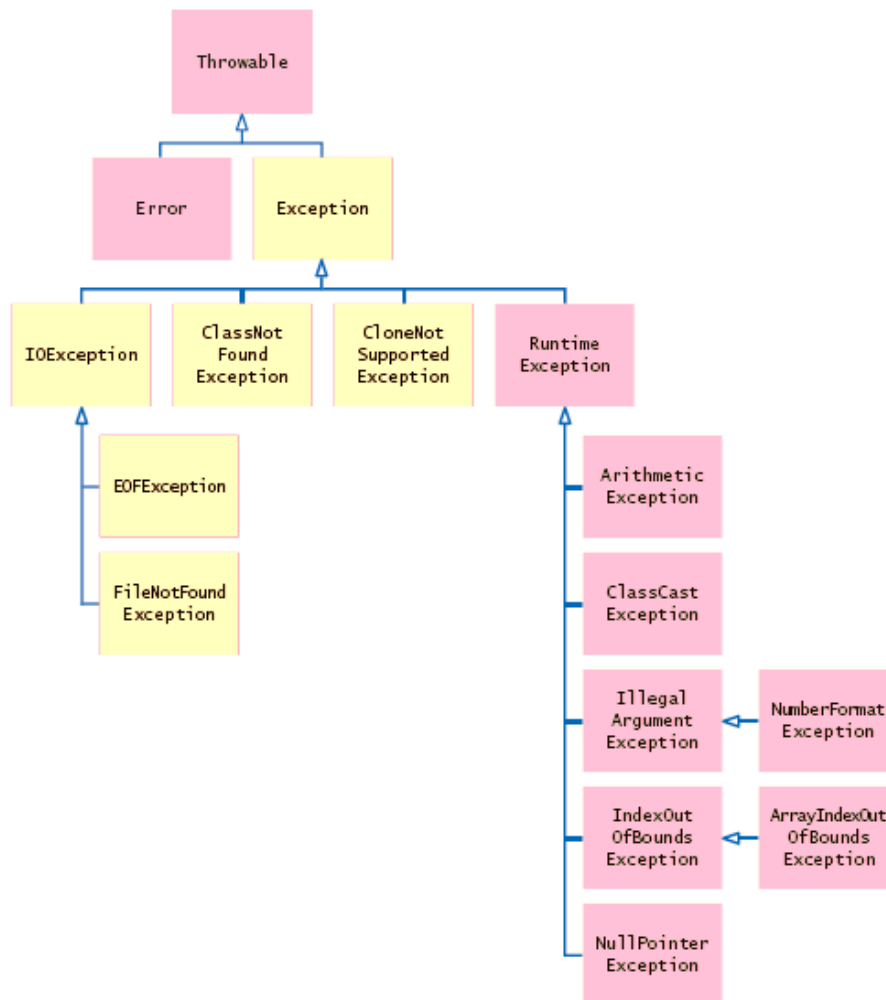 Throwable
Error
Exception
IOException
ClassNot
Found
Exception
CloneNot
Supported
Exception
Runtime
Exception
EOFException
FileNotFound
Exception
Arithmetic
Exception
ClassCast
Exception
Illegal
Argument
Exception
NumberFormat
Exception
IndexOut
OfBounds
Exception
ArrayIndexOut
OfBounds
Exception
NullPointer
Exception